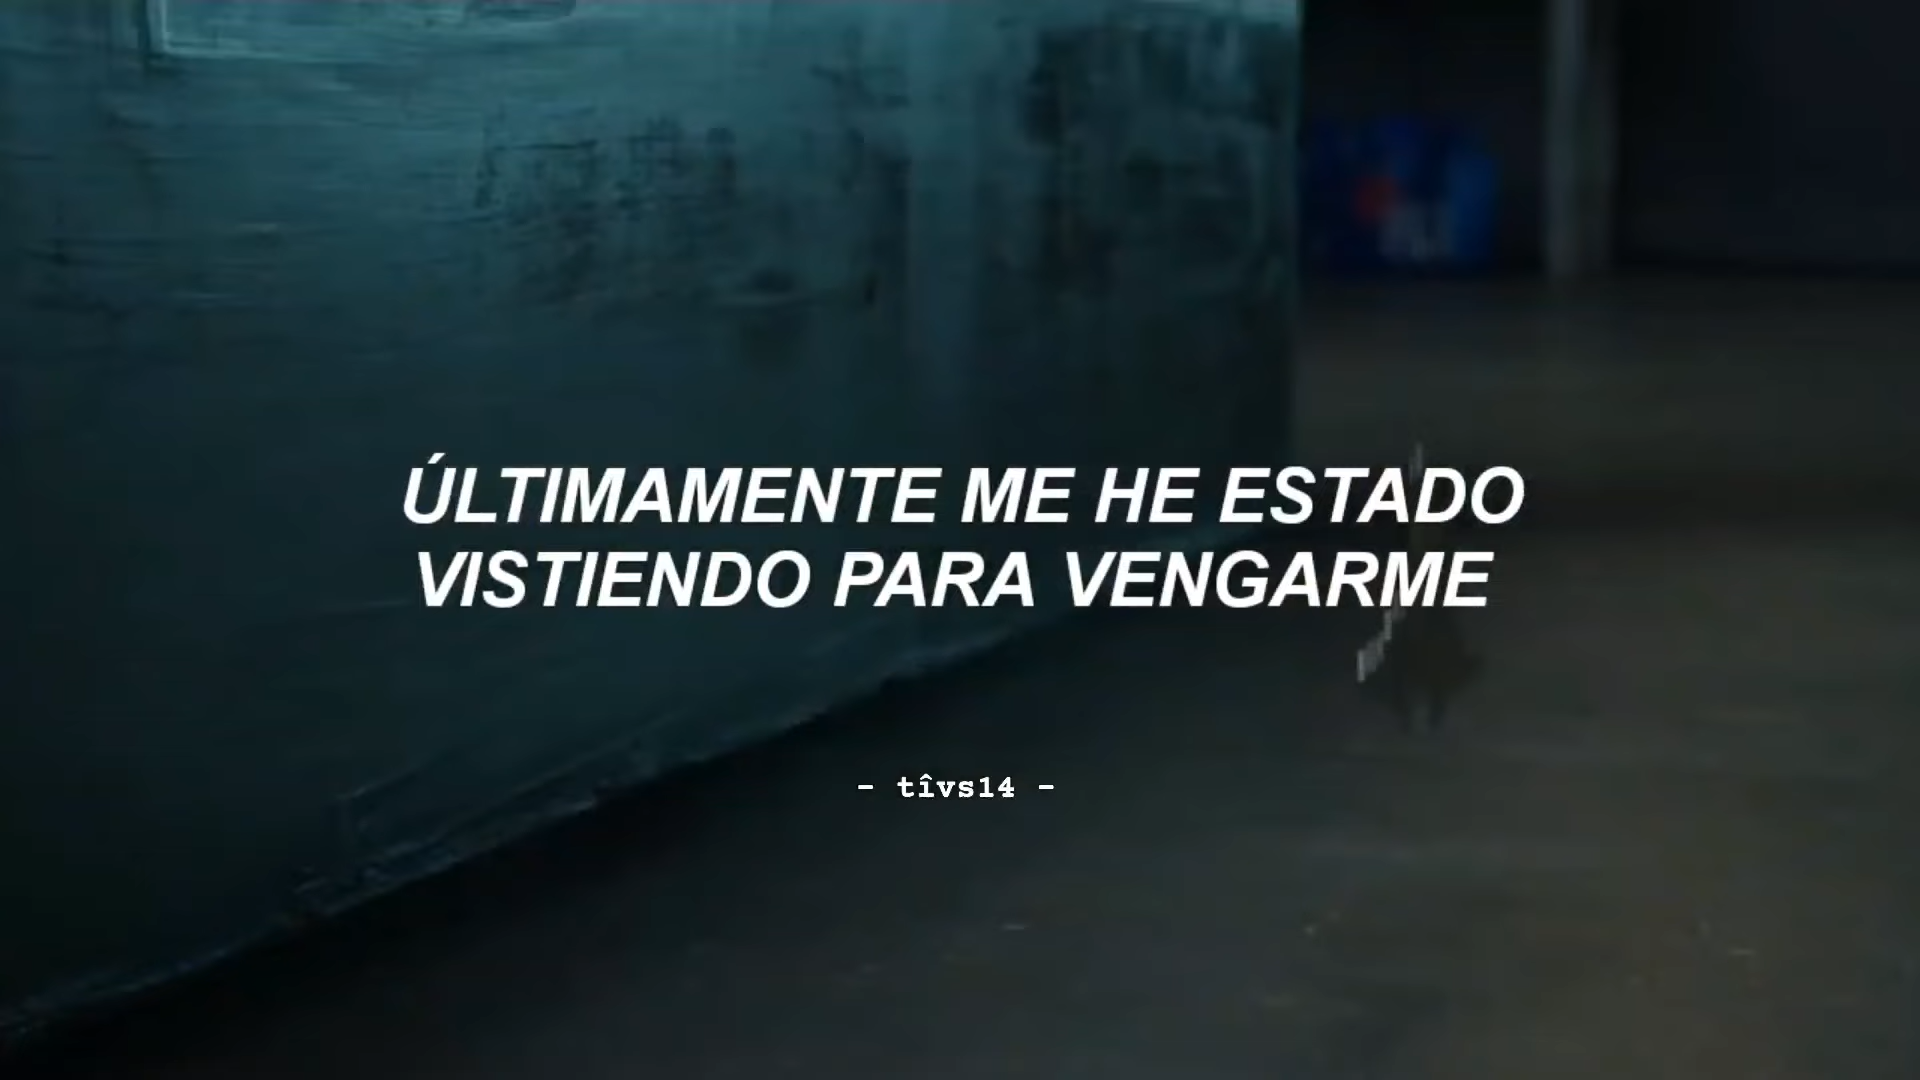 ÚLTIMAMENTE ME HE ESTADO
VISTIENDO PARA VENGARME
- tîvs14 -